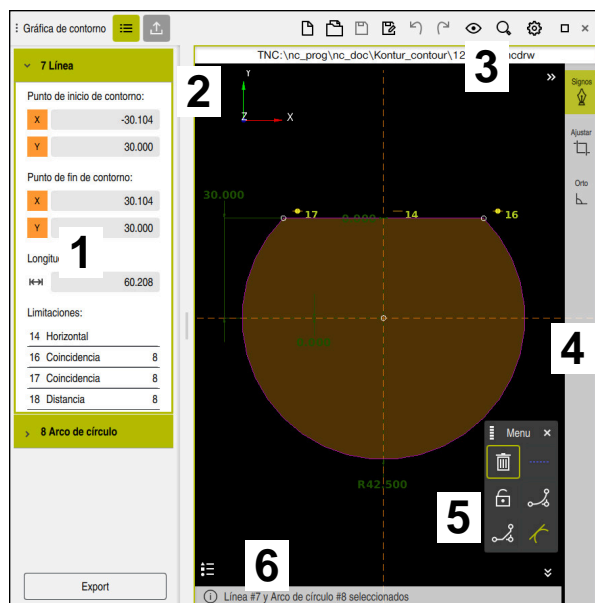 Gráfica de contorno
TNC:\nc_prog\nc_doc\Kontur_contour\12
cdrw
7 Línea
Punto de inicio de contorno:
X -30.104
Y 30.000
Punto de fin de contorno:
X 30.104
Y 30.000
60.208
Limitaciones:
14 Horizontal
16 Coincidencia 8
17 Coincidencia 8
18 Distancia 8
8 Arco de círculo
Export
1
2
3
4
5
6
Y
Z X
30.000
17
14
16
R42.500
Signos
Ajustar
Orto
Menu
Línea #7 y Arco de círculo #8 seleccionados